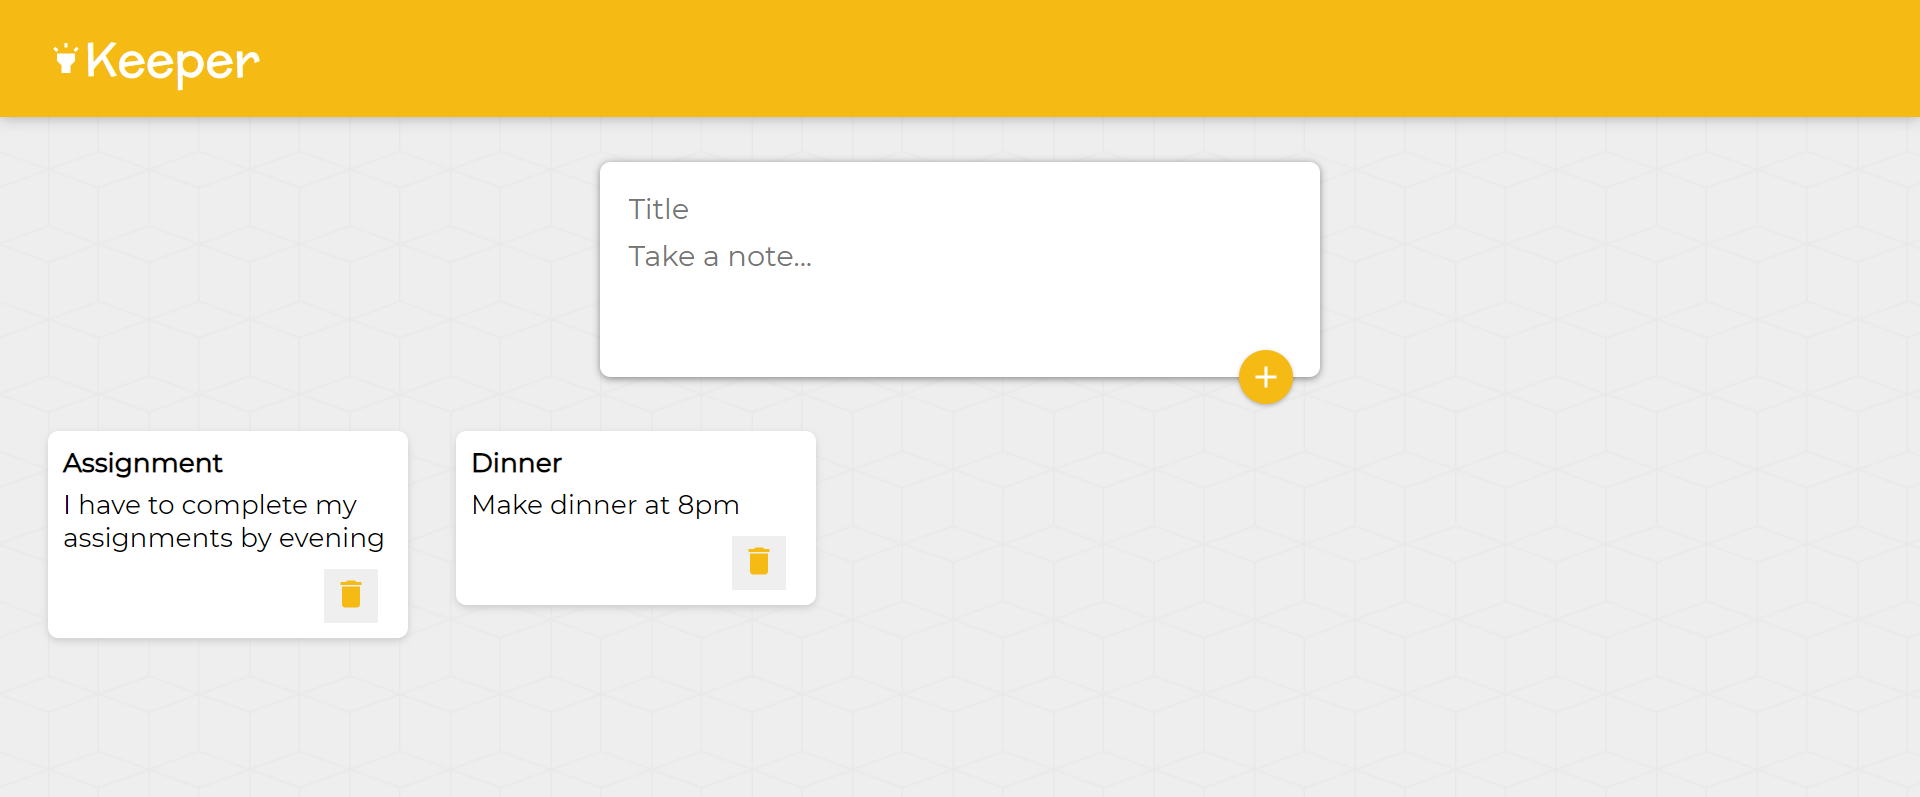 Keeper
Title
Take a note...
Assignment
I have to complete my
assignments by evening
Dinner
Make dinner at 8pm